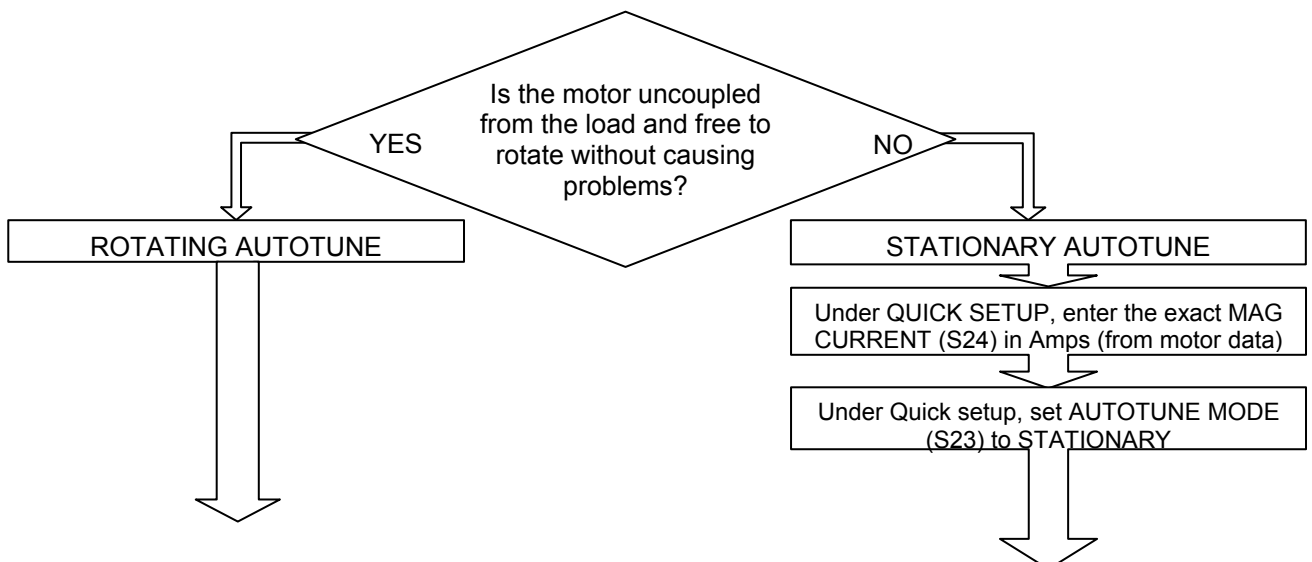 Is the motor uncoupled
from the load and free to
rotate without causing
problems?
YES
NO
ROTATING AUTOTUNE
STATIONARY AUTOTUNE
Under QUICK SETUP, enter the exact MAG
CURRENT (S24) in Amps (from motor data)
Under Quick setup, set AUTOTUNE MODE
(S23) to STATIONARY